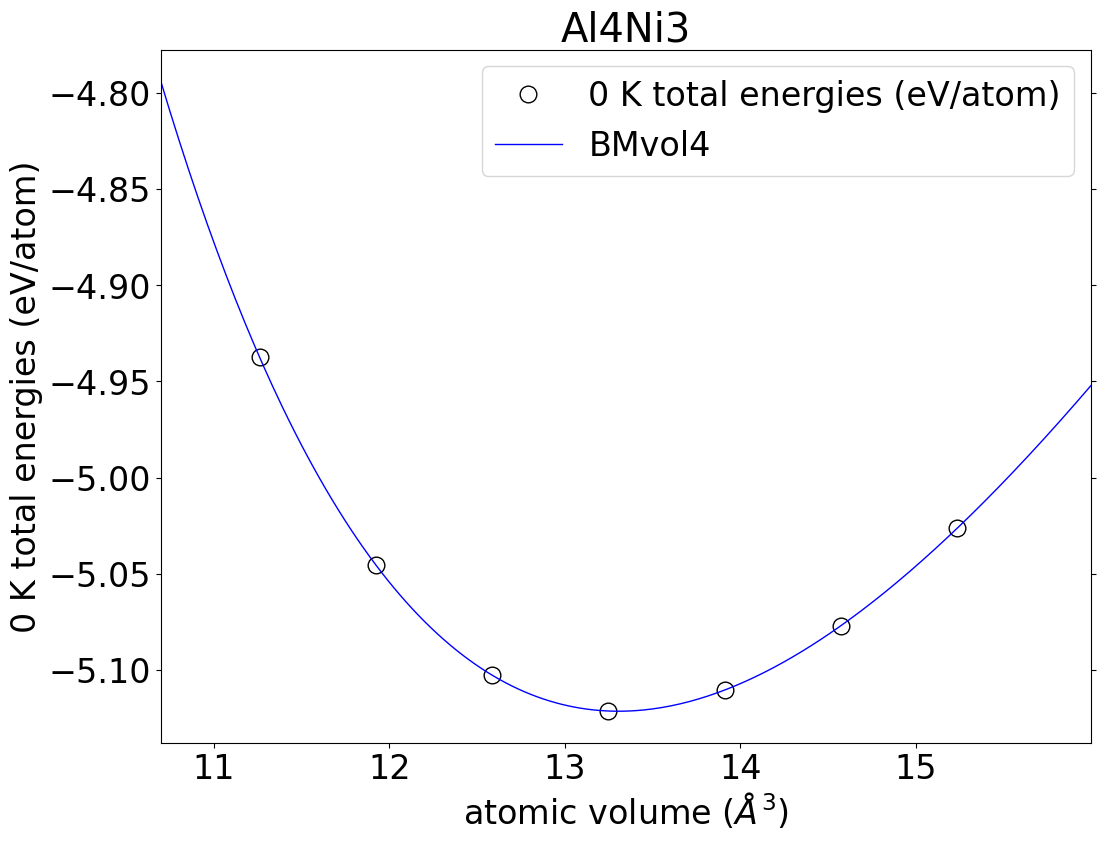 Al4Ni3
0 K total energies (eV/atom)
BMvol4
0 K total energies (eV/atom)
−4.80
−4.85
−4.90
−4.95
−5.00
−5.05
−5.10
11 12 13 14 15
atomic volume (Å³)